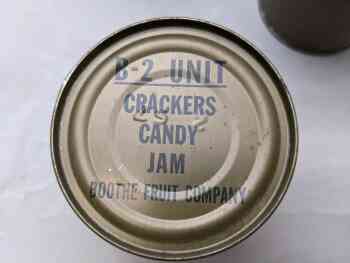 B-2 UNIT
CRACKERS
CANDY
JAM
BOOTHE FRUIT COMPANY